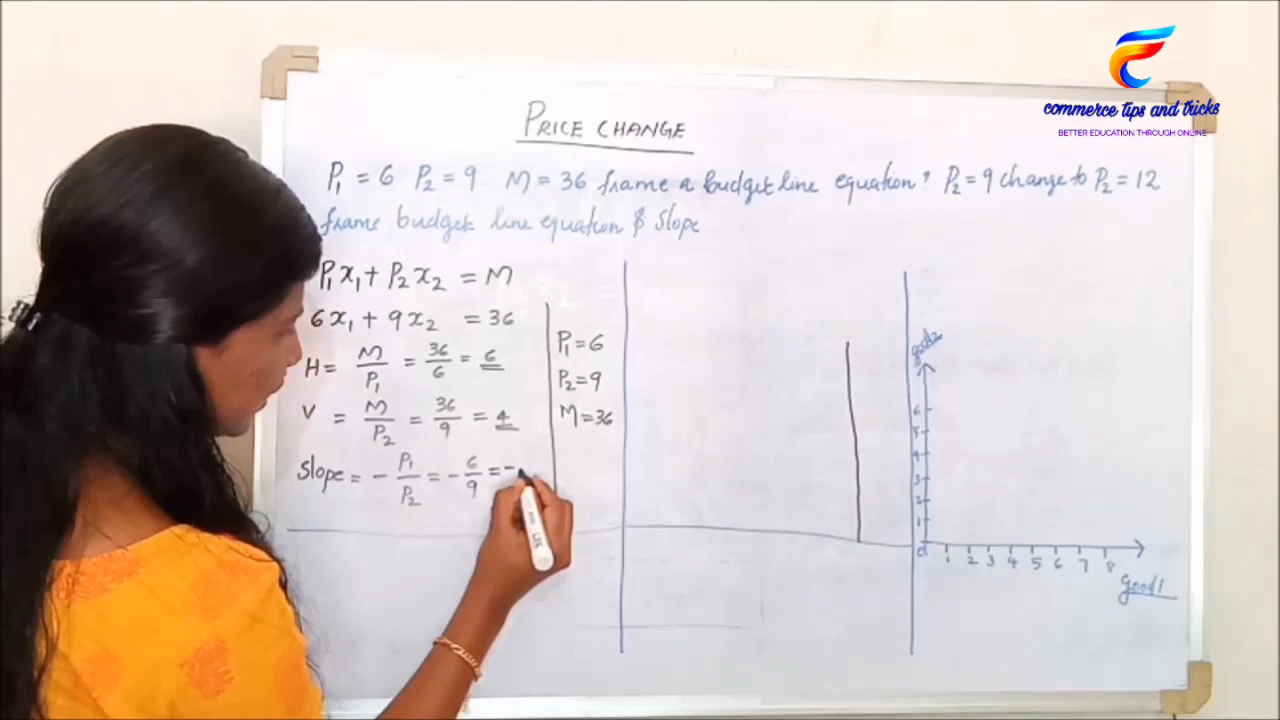 commerce tips and tricks
BETTER EDUCATION THROUGH ONLINE
PRICE CHANGE
P₁ = 6 P₂ = 9 M = 36 frame a budget line equation? P₂ = 9 change to P₂ = 12
frame budget line equation & Slope
P₁x₁ + P₂x₂ = M
6x₁ + 9x₂ = 36
H = M/P₁ = 36/6 = 6
V = M/P₂ = 36/9 = 4
Slope = - P₁/P₂ = - 6/9 = -
P₁ = 6
P₂ = 9
M = 36
good2
6
5
4
3
2
1
0
1 2 3 4 5 6 7 8
good1